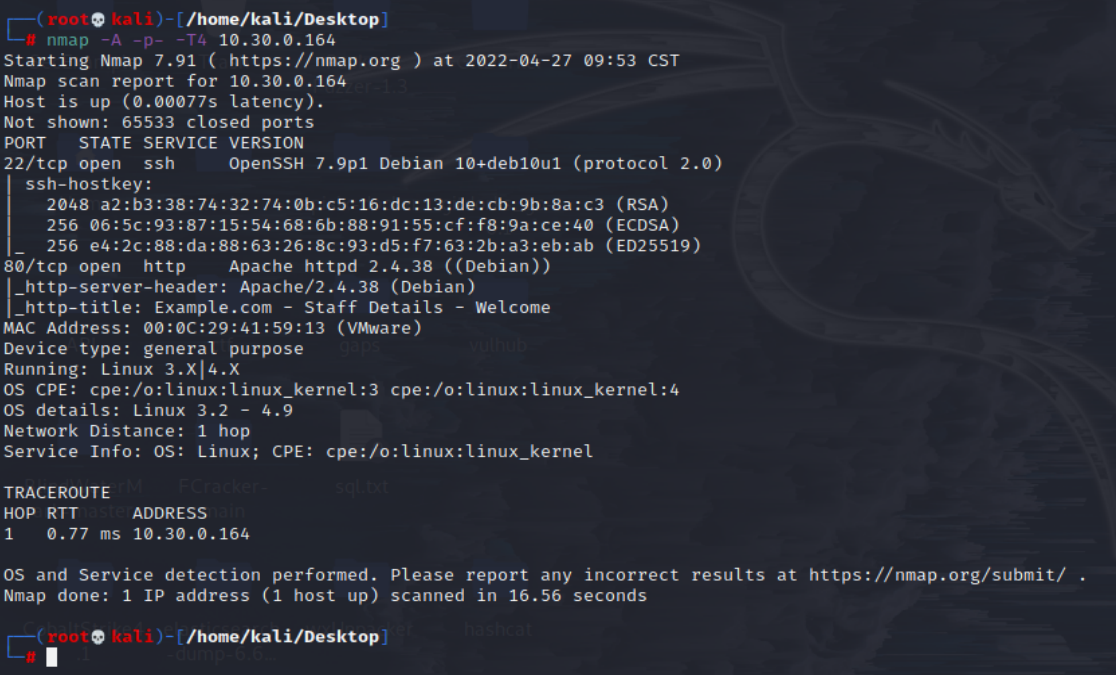 ┌──(root💀kali)-[/home/kali/Desktop]
└─# nmap -A -p- -T4 10.30.0.164
Starting Nmap 7.91 ( https://nmap.org ) at 2022-04-27 09:53 CST
Nmap scan report for 10.30.0.164
Host is up (0.00077s latency).
Not shown: 65533 closed ports
PORT   STATE SERVICE VERSION
22/tcp open  ssh     OpenSSH 7.9p1 Debian 10+deb10u1 (protocol 2.0)
| ssh-hostkey:
|   2048 a2:b3:38:74:32:74:0b:c5:16:dc:13:de:cb:9b:8a:c3 (RSA)
|   256 06:5c:93:87:15:54:68:6b:88:91:55:cf:f8:9a:ce:40 (ECDSA)
|_  256 e4:2c:88:da:88:63:26:8c:93:d5:f7:63:2b:a3:eb:ab (ED25519)
80/tcp open  http    Apache httpd 2.4.38 ((Debian))
|_http-server-header: Apache/2.4.38 (Debian)
|_http-title: Example.com - Staff Details - Welcome
MAC Address: 00:0C:29:41:59:13 (VMware)
Device type: general purpose
Running: Linux 3.X|4.X
OS CPE: cpe:/o:linux:linux_kernel:3 cpe:/o:linux:linux_kernel:4
OS details: Linux 3.2 - 4.9
Network Distance: 1 hop
Service Info: OS: Linux; CPE: cpe:/o:linux:linux_kernel
TRACEROUTE
HOP RTT     ADDRESS
1   0.77 ms 10.30.0.164
OS and Service detection performed. Please report any incorrect results at https://nmap.org/submit/ .
Nmap done: 1 IP address (1 host up) scanned in 16.56 seconds
┌──(root💀kali)-[/home/kali/Desktop]
└─#
gaps
vulhub
FCracker-
sql.txt
hashcat